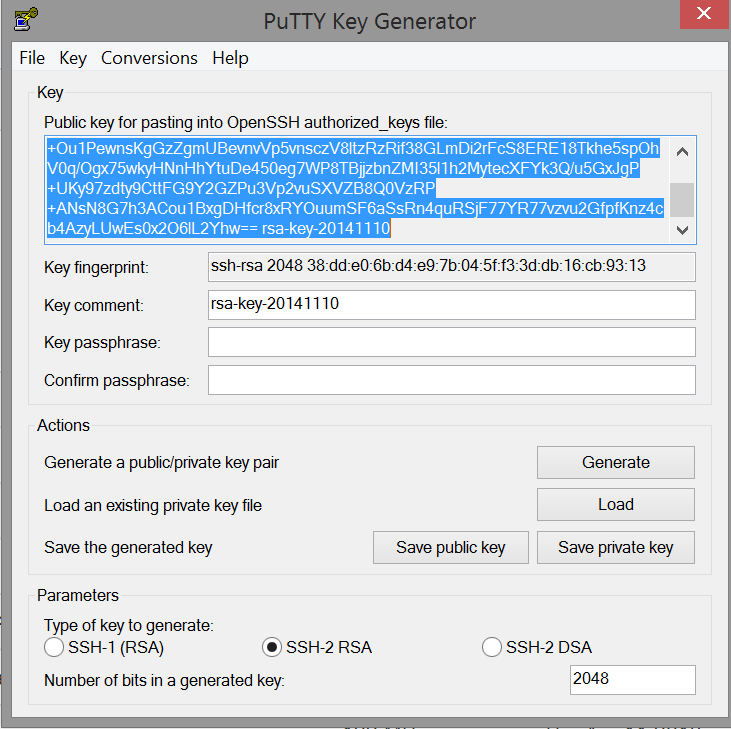 PuTTY Key Generator
File Key Conversions Help
Key
Public key for pasting into OpenSSH authorized_keys file:
+Ou1PewnsKgGzZgmUBevnvVp5vnsczV8ltzRzRif38GLmDi2rFcS8ERE18Tkhe5spOh
V0q/Ogx75wkyHNnHhYtuDe450eg7WP8TBjjzbnZMI35l1h2MytecXFYk3Q/u5GxJgP
+UKy97zdty9CttFG9Y2GZPu3Vp2vuSXVZB8Q0VzRP
+ANsN8G7h3ACou1BxgDHfcr8xRYOuumSF6aSsRn4quRSjF77YR77vzvu2GfpfKnz4c
b4AzyLUwEs0x2O6lL2Yhw== rsa-key-20141110
Key fingerprint:
ssh-rsa 2048 38:dd:e0:6b:d4:e9:7b:04:5f:f3:3d:db:16:cb:93:13
Key comment:
rsa-key-20141110
Key passphrase:
Confirm passphrase:
Actions
Generate a public/private key pair
Generate
Load an existing private key file
Load
Save the generated key
Save public key
Save private key
Parameters
Type of key to generate:
SSH-1 (RSA)
SSH-2 RSA
SSH-2 DSA
Number of bits in a generated key:
2048